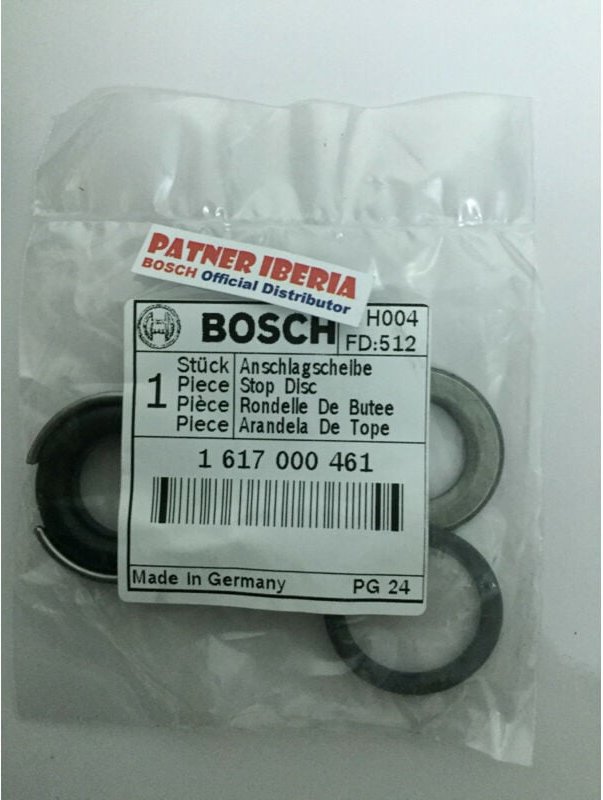 PATNER IBERIA
BOSCH Official Distributor
BOSCH
H004
FD:512
1
Stück Anschlagscheibe
Piece Stop Disc
Pièce Rondelle De Butee
Piece Arandela De Tope
1 617 000 461
Made In Germany PG 24